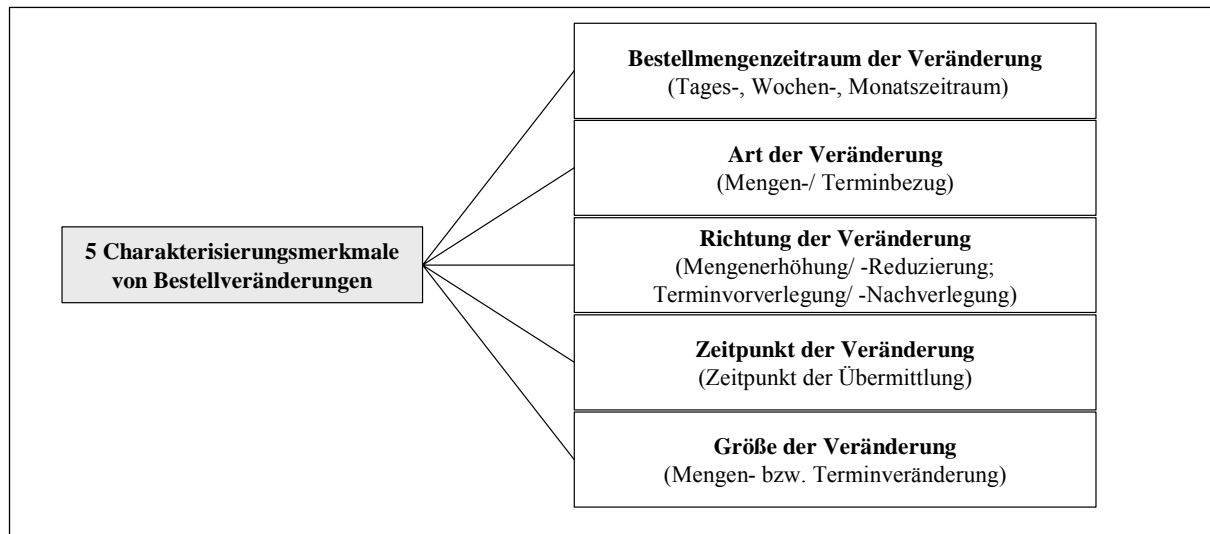 5 Charakterisierungsmerkmale
von Bestellveränderungen
Bestellmengenzeitraum der Veränderung
(Tages-, Wochen-, Monatszeitraum)
Art der Veränderung
(Mengen-/ Terminbezug)
Richtung der Veränderung
(Mengenerhöhung/ -Reduzierung;
Terminvorverlegung/ -Nachverlegung)
Zeitpunkt der Veränderung
(Zeitpunkt der Übermittlung)
Größe der Veränderung
(Mengen- bzw. Terminveränderung)